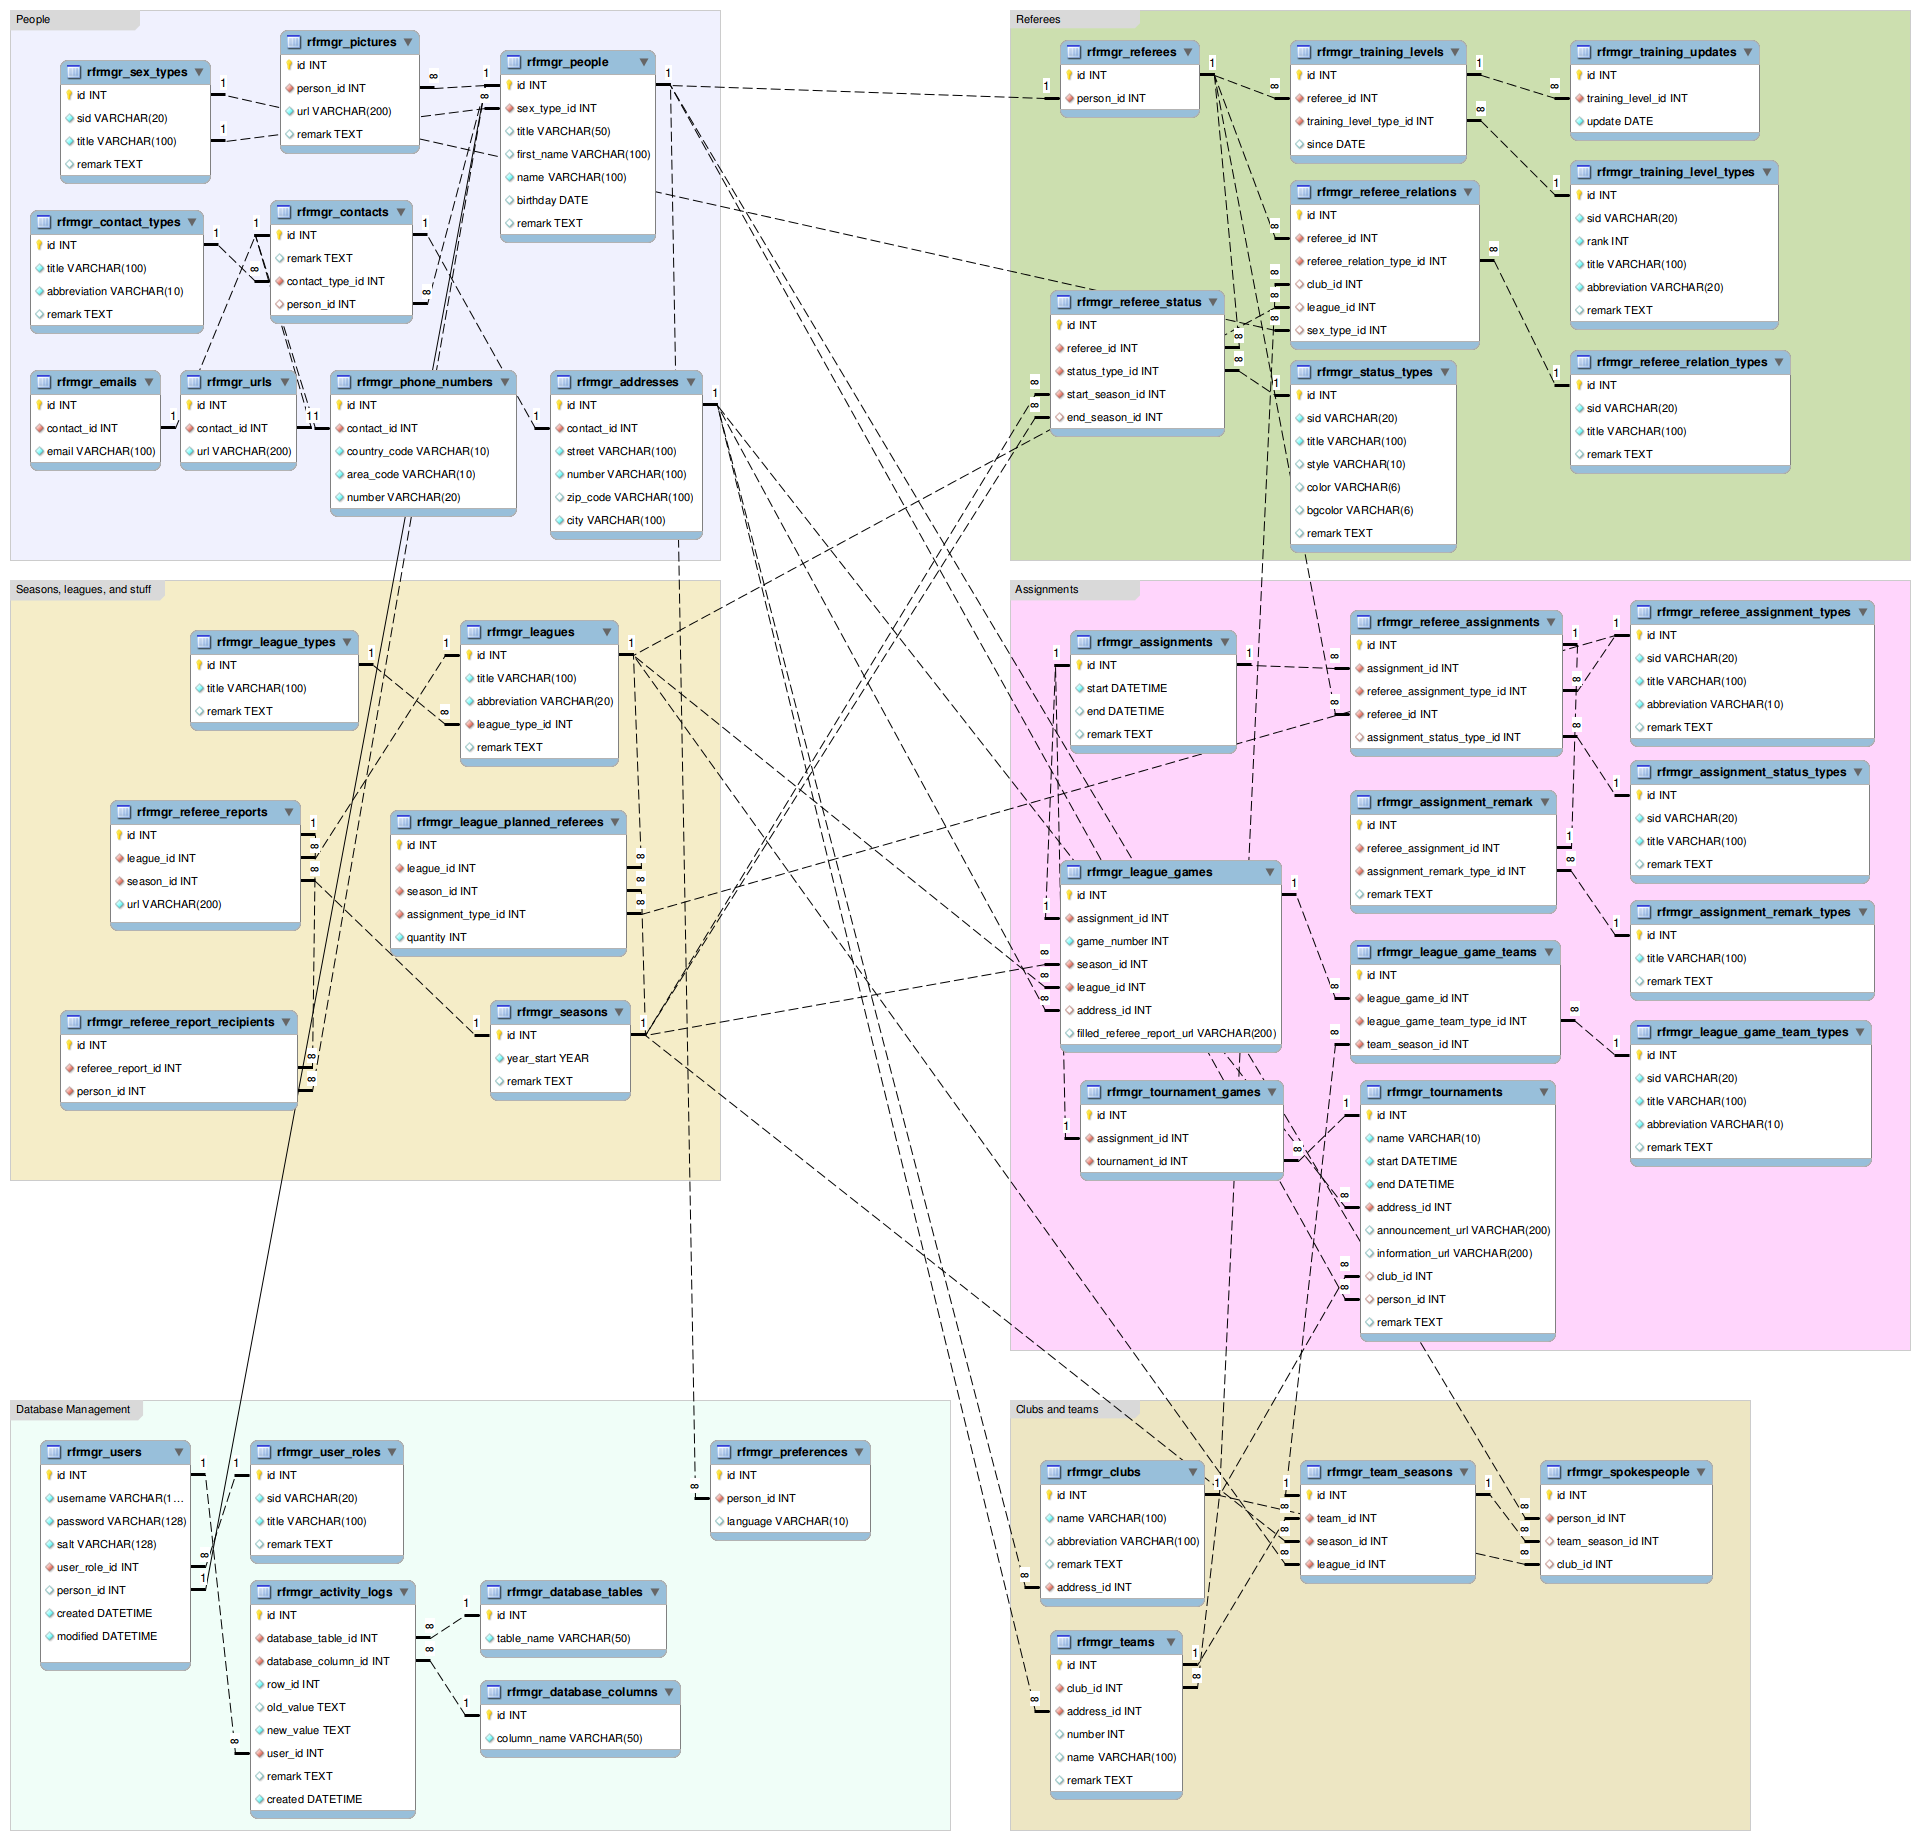 People
rfrmgr_sex_types
id INT
sid VARCHAR(20)
title VARCHAR(100)
remark TEXT
rfrmgr_pictures
id INT
person_id INT
url VARCHAR(200)
remark TEXT
rfrmgr_people
id INT
sex_type_id INT
title VARCHAR(50)
first_name VARCHAR(100)
name VARCHAR(100)
birthday DATE
remark TEXT
rfrmgr_contact_types
id INT
title VARCHAR(100)
abbreviation VARCHAR(10)
remark TEXT
rfrmgr_contacts
id INT
remark TEXT
contact_type_id INT
person_id INT
rfrmgr_emails
id INT
contact_id INT
email VARCHAR(100)
rfrmgr_urls
id INT
contact_id INT
url VARCHAR(200)
rfrmgr_phone_numbers
id INT
contact_id INT
country_code VARCHAR(10)
area_code VARCHAR(10)
number VARCHAR(20)
rfrmgr_addresses
id INT
contact_id INT
street VARCHAR(100)
number VARCHAR(100)
zip_code VARCHAR(100)
city VARCHAR(100)
Referees
rfrmgr_referees
id INT
person_id INT
rfrmgr_training_levels
id INT
referee_id INT
training_level_type_id INT
since DATE
rfrmgr_training_updates
id INT
training_level_id INT
update DATE
rfrmgr_training_level_types
id INT
sid VARCHAR(20)
rank INT
title VARCHAR(100)
abbreviation VARCHAR(20)
remark TEXT
rfrmgr_referee_relations
id INT
referee_id INT
referee_relation_type_id INT
club_id INT
league_id INT
sex_type_id INT
rfrmgr_referee_status
id INT
referee_id INT
status_type_id INT
start_season_id INT
end_season_id INT
rfrmgr_status_types
id INT
sid VARCHAR(20)
title VARCHAR(100)
style VARCHAR(10)
color VARCHAR(6)
bgcolor VARCHAR(6)
remark TEXT
rfrmgr_referee_relation_types
id INT
sid VARCHAR(20)
title VARCHAR(100)
remark TEXT
Seasons, leagues, and stuff
rfrmgr_league_types
id INT
title VARCHAR(100)
remark TEXT
rfrmgr_leagues
id INT
title VARCHAR(100)
abbreviation VARCHAR(20)
league_type_id INT
remark TEXT
rfrmgr_referee_reports
id INT
league_id INT
season_id INT
url VARCHAR(200)
rfrmgr_league_planned_referees
id INT
league_id INT
season_id INT
assignment_type_id INT
quantity INT
rfrmgr_referee_report_recipients
id INT
referee_report_id INT
person_id INT
rfrmgr_seasons
id INT
year_start YEAR
remark TEXT
Assignments
rfrmgr_assignments
id INT
start DATETIME
end DATETIME
remark TEXT
rfrmgr_referee_assignments
id INT
assignment_id INT
referee_assignment_type_id INT
referee_id INT
assignment_status_type_id INT
rfrmgr_referee_assignment_types
id INT
sid VARCHAR(20)
title VARCHAR(100)
abbreviation VARCHAR(10)
remark TEXT
rfrmgr_assignment_status_types
id INT
sid VARCHAR(20)
title VARCHAR(100)
remark TEXT
rfrmgr_assignment_remark
id INT
referee_assignment_id INT
assignment_remark_type_id INT
remark TEXT
rfrmgr_assignment_remark_types
id INT
title VARCHAR(100)
remark TEXT
rfrmgr_league_games
id INT
assignment_id INT
game_number INT
season_id INT
league_id INT
address_id INT
filled_referee_report_url VARCHAR(200)
rfrmgr_league_game_teams
id INT
league_game_id INT
league_game_team_type_id INT
team_season_id INT
rfrmgr_league_game_team_types
id INT
sid VARCHAR(20)
title VARCHAR(100)
abbreviation VARCHAR(10)
remark TEXT
rfrmgr_tournament_games
id INT
assignment_id INT
tournament_id INT
rfrmgr_tournaments
id INT
name VARCHAR(10)
start DATETIME
end DATETIME
address_id INT
announcement_url VARCHAR(200)
information_url VARCHAR(200)
club_id INT
person_id INT
remark TEXT
Database Management
rfrmgr_users
id INT
username VARCHAR(1...
password VARCHAR(128)
salt VARCHAR(128)
user_role_id INT
person_id INT
created DATETIME
modified DATETIME
rfrmgr_user_roles
id INT
sid VARCHAR(20)
title VARCHAR(100)
remark TEXT
rfrmgr_preferences
id INT
person_id INT
language VARCHAR(10)
rfrmgr_activity_logs
id INT
database_table_id INT
database_column_id INT
row_id INT
old_value TEXT
new_value TEXT
user_id INT
remark TEXT
created DATETIME
rfrmgr_database_tables
id INT
table_name VARCHAR(50)
rfrmgr_database_columns
id INT
column_name VARCHAR(50)
Clubs and teams
rfrmgr_clubs
id INT
name VARCHAR(100)
abbreviation VARCHAR(100)
remark TEXT
address_id INT
rfrmgr_team_seasons
id INT
team_id INT
season_id INT
league_id INT
rfrmgr_spokespeople
id INT
person_id INT
team_season_id INT
club_id INT
rfrmgr_teams
id INT
club_id INT
address_id INT
number INT
name VARCHAR(100)
remark TEXT